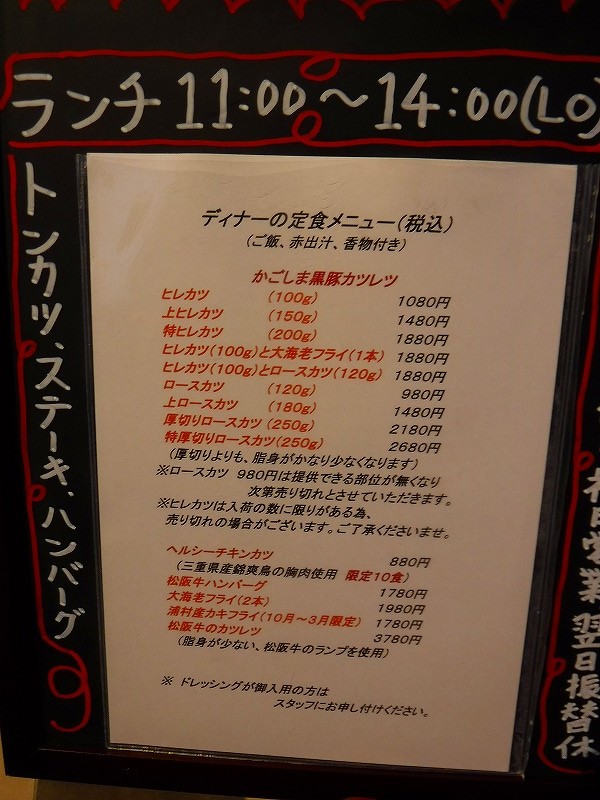 ランチ 11:00〜14:00(LO)
トンカツ、ステーキ、ハンバーグ
ディナーの定食メニュー(税込)
(ご飯、赤出汁、香物付き)
かごしま黒豚カツレツ
ヒレカツ (100g) 1080円
上ヒレカツ (150g) 1480円
特ヒレカツ (200g) 1880円
ヒレカツ(100g)と大海老フライ(1本) 1880円
ヒレカツ(100g)とロースカツ(120g) 1880円
ロースカツ (120g) 980円
上ロースカツ (180g) 1480円
厚切りロースカツ(250g) 2180円
特厚切りロースカツ(250g) 2680円
(厚切りよりも、脂身がかなり少なくなります)
※ロースカツ 980円は提供できる部位が無くなり
次第売り切れとさせていただきます。
※ヒレカツは入荷の数に限りがある為、
売り切れの場合がございます。ご了承くださいませ。
ヘルシーチキンカツ 880円
(三重県産錦爽鳥の胸肉使用 限定10食)
松阪牛ハンバーグ 1780円
大海老フライ(2本) 1980円
浦村産カキフライ(10月〜3月限定) 1780円
松阪牛のカツレツ 3780円
(脂身が少ない、松阪牛のランプを使用)
※ ドレッシングが御入用の方は
スタッフにお申し付けください。
日営業 翌日振替休